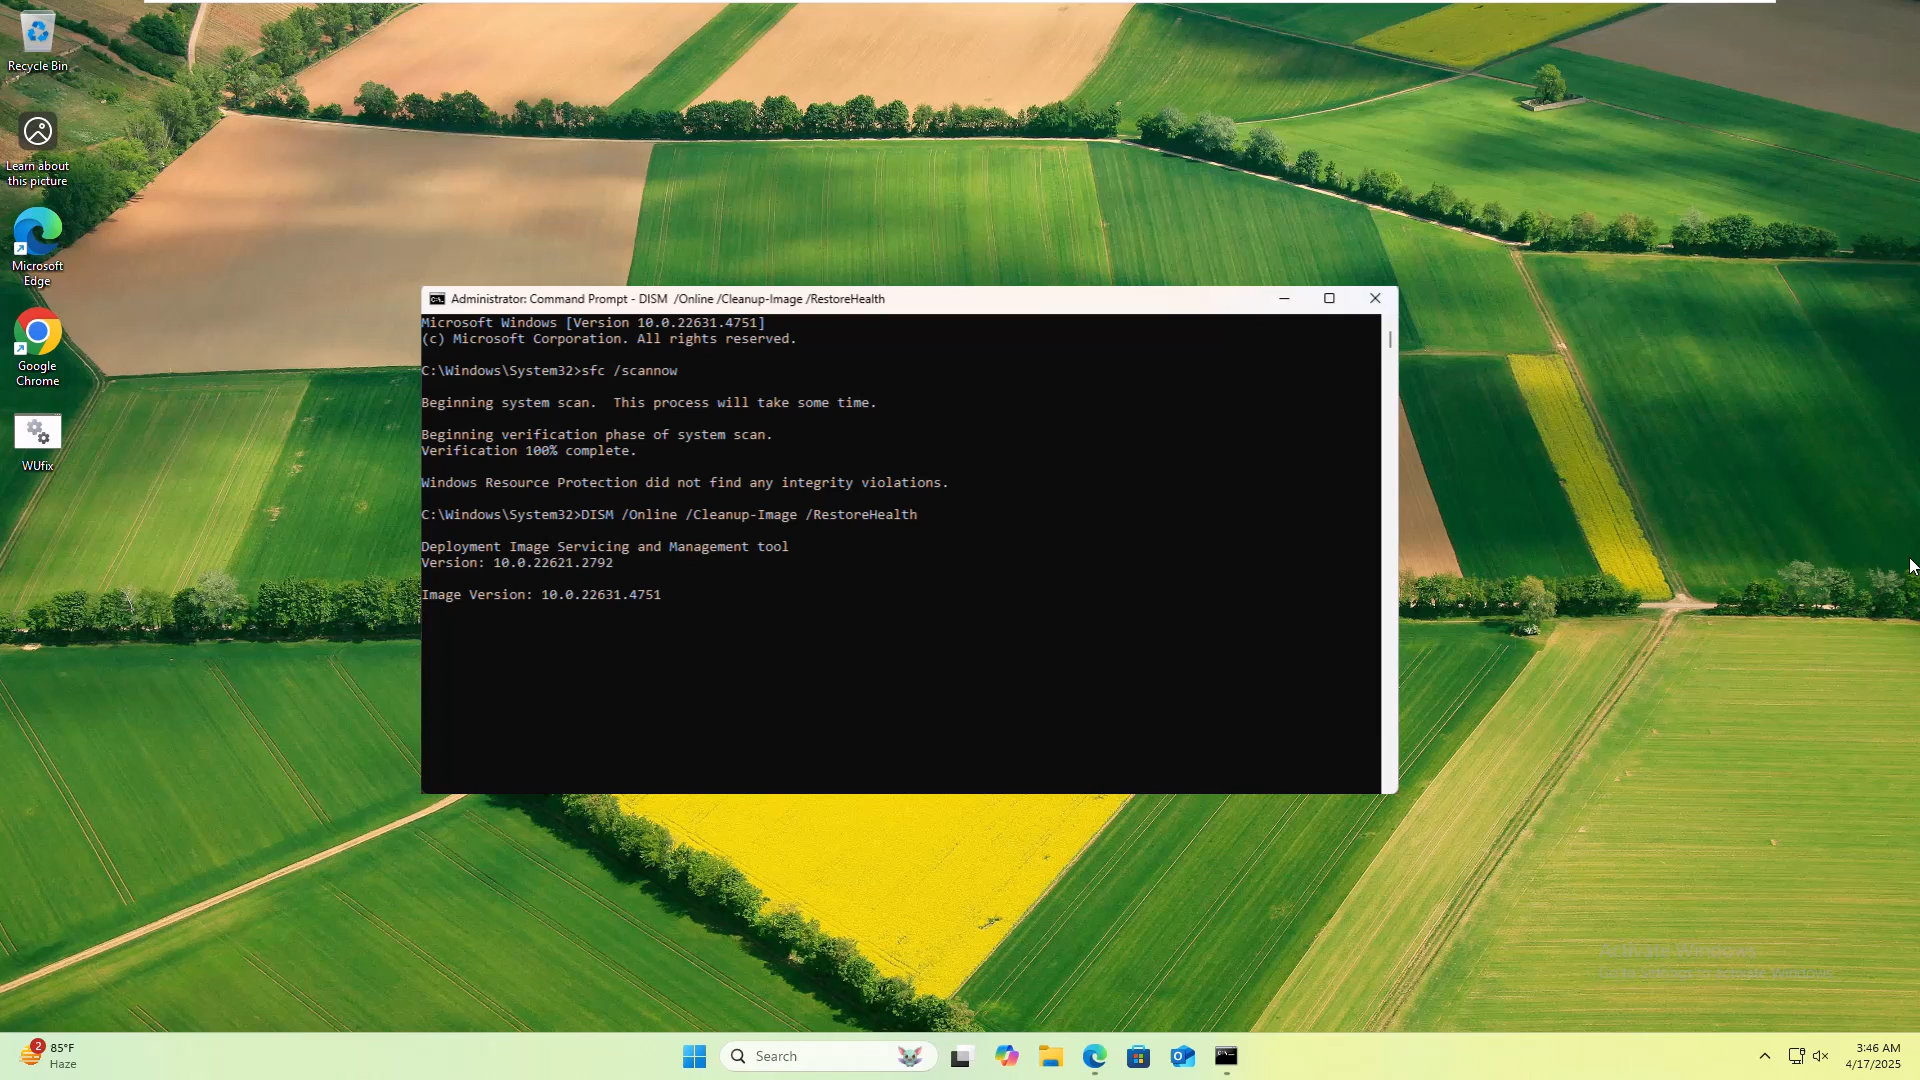 Recycle Bin
Learn about
this picture
Microsoft
Edge
Google
Chrome
WUfix
Administrator: Command Prompt - DISM  /Online /Cleanup-Image /RestoreHealth
Microsoft Windows [Version 10.0.22631.4751]
(c) Microsoft Corporation. All rights reserved.
C:\Windows\System32>sfc /scannow
Beginning system scan.  This process will take some time.
Beginning verification phase of system scan.
Verification 100% complete.
Windows Resource Protection did not find any integrity violations.
C:\Windows\System32>DISM /Online /Cleanup-Image /RestoreHealth
Deployment Image Servicing and Management tool
Version: 10.0.22621.2792
Image Version: 10.0.22631.4751
Activate Windows
2
85°F
Haze
Search
3:46 AM
4/17/2025